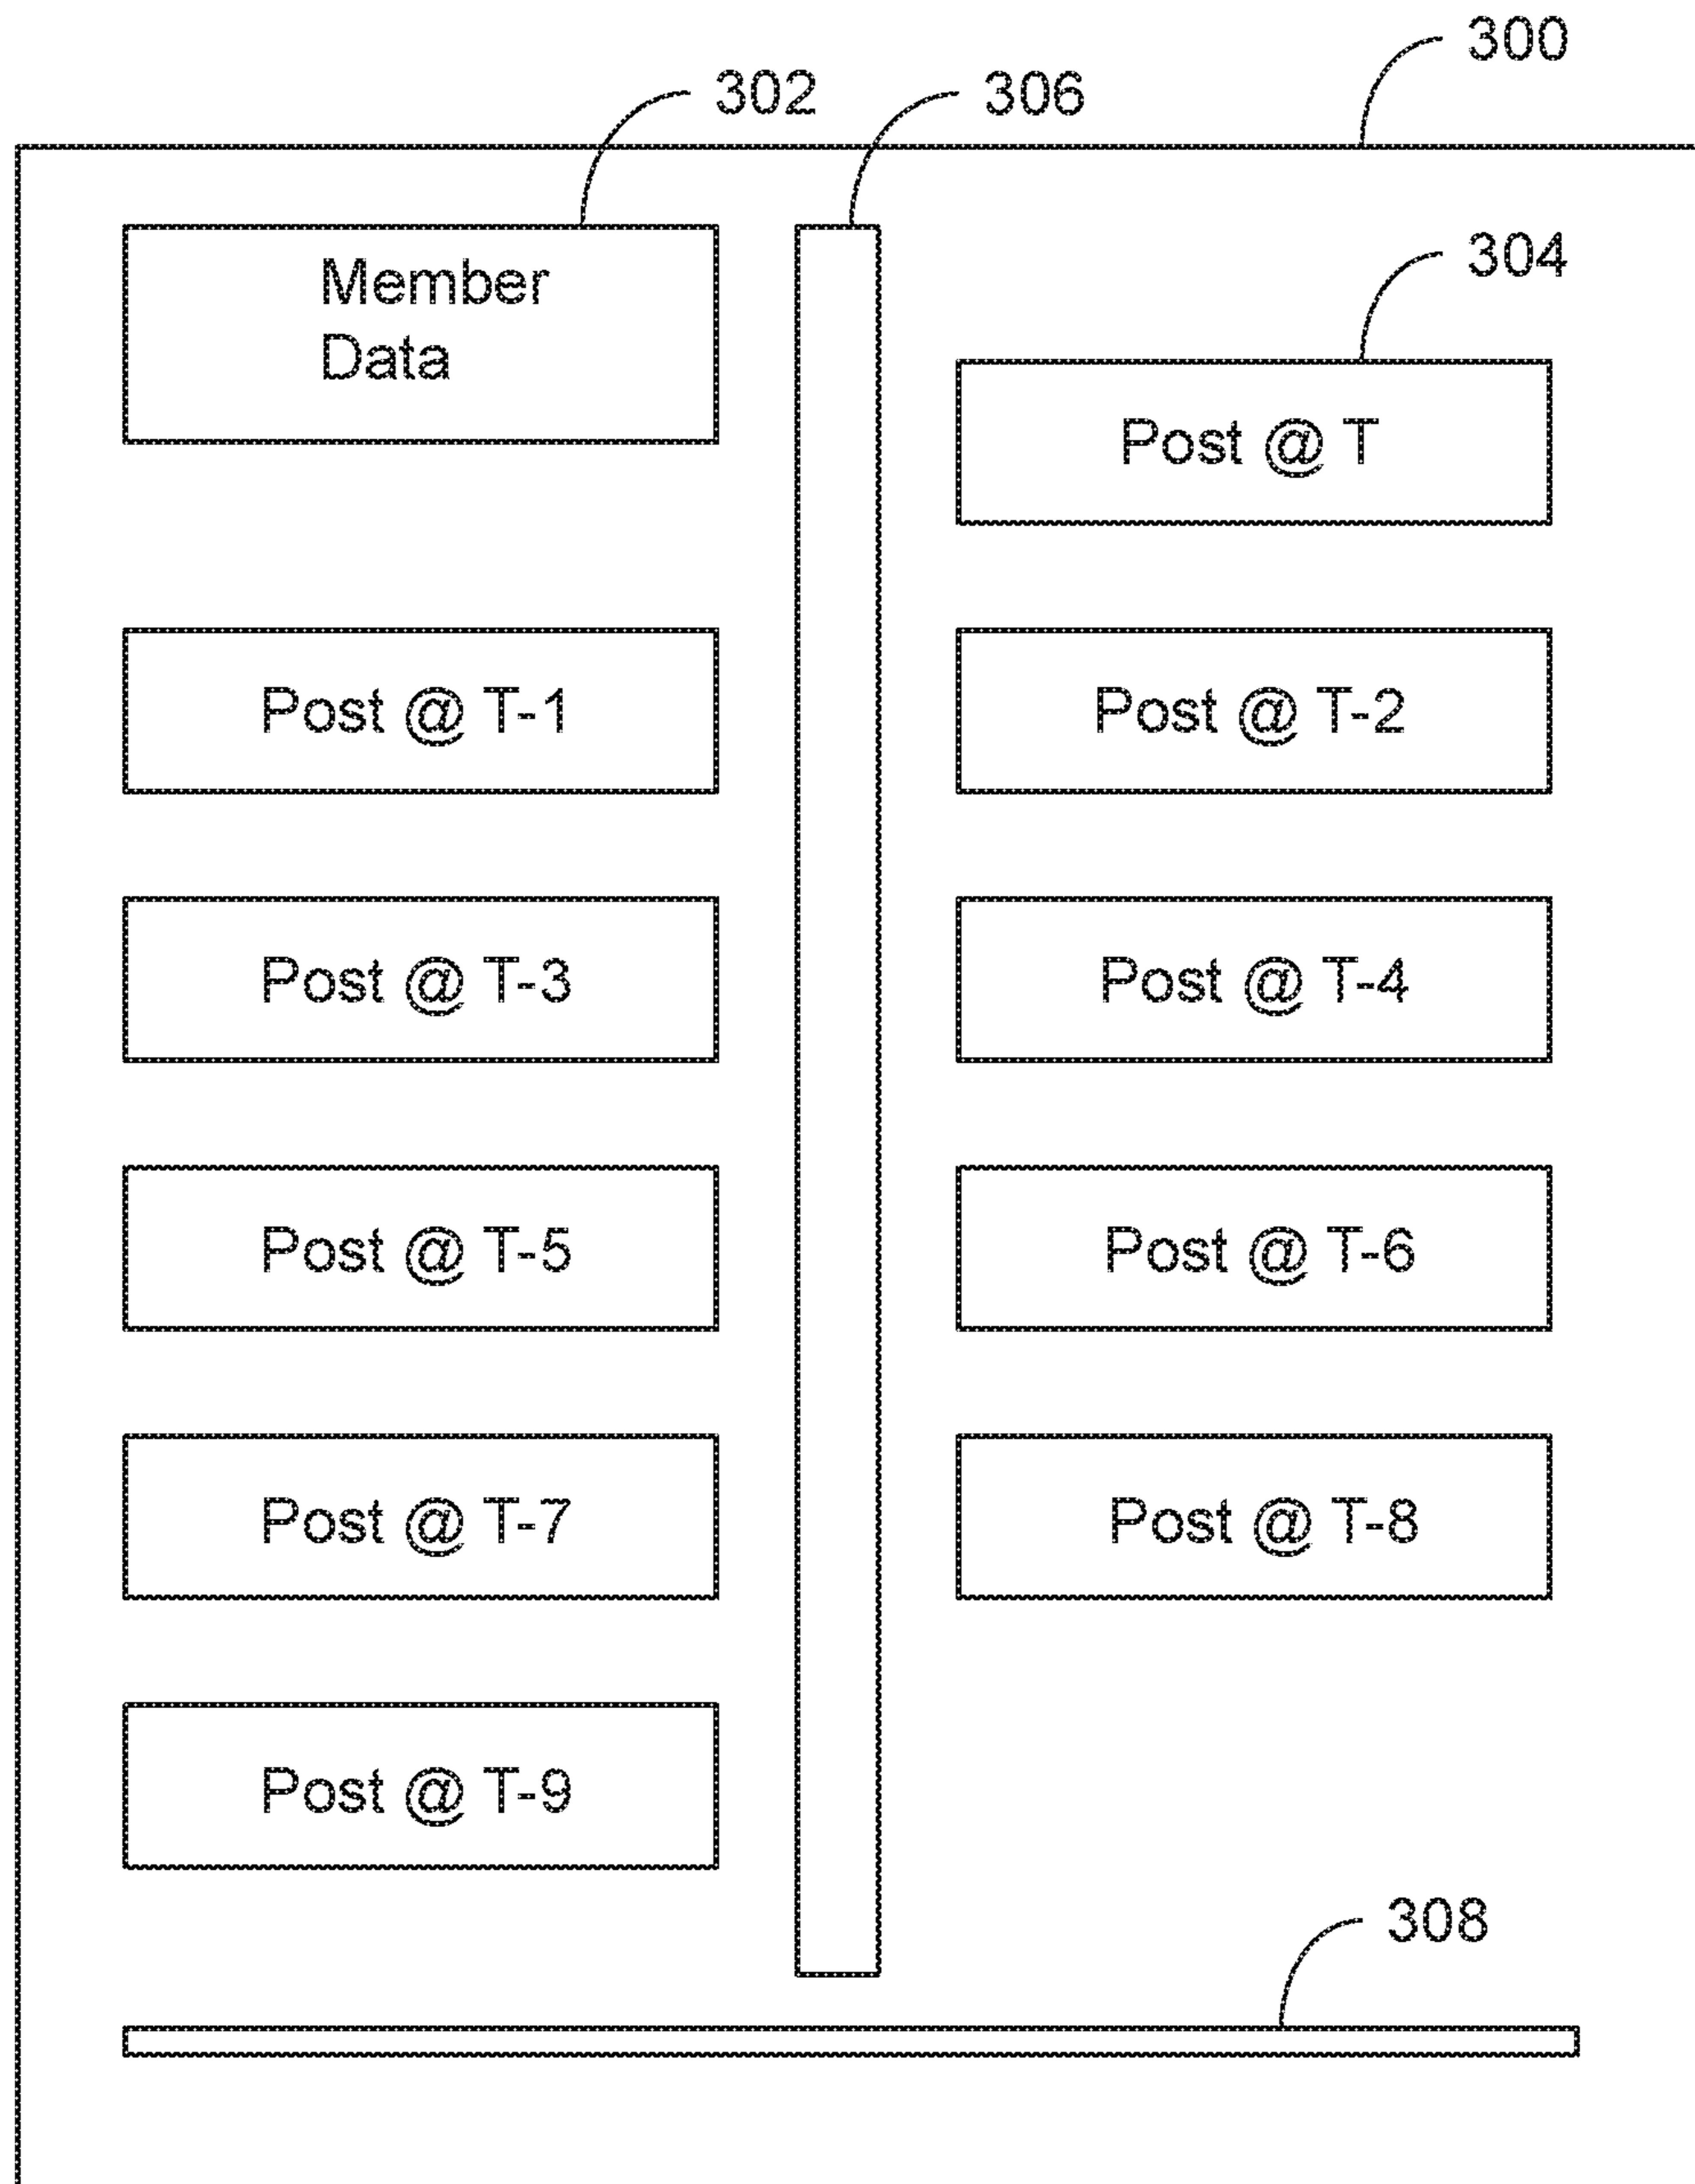 300
302
306
Member
Data
304
Post @ T
Post @ T-1
Post @ T-2
Post @ T-3
Post @ T-4
Post @ T-5
Post @ T-6
Post @ T-7
Post @ T-8
Post @ T-9
308